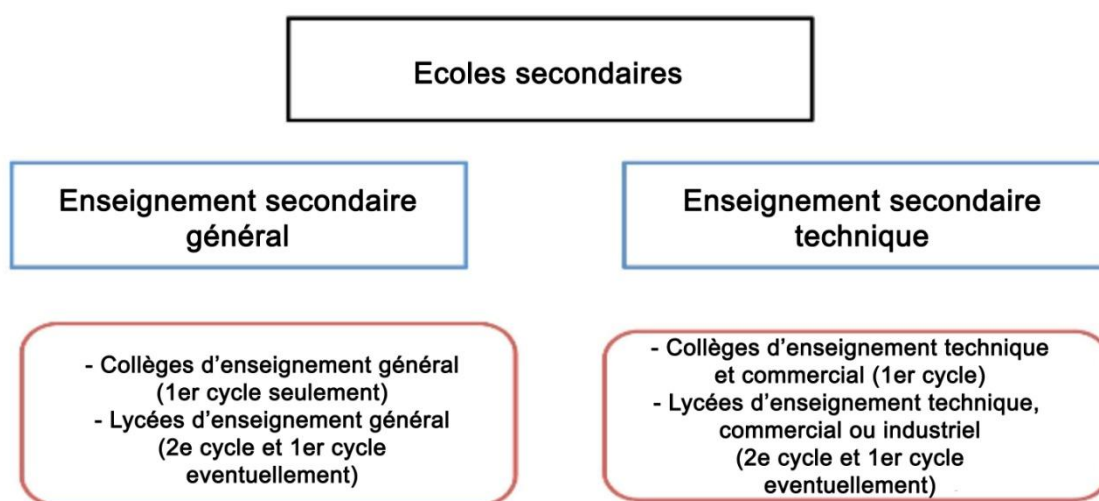 Ecoles secondaires
Enseignement secondaire
général
Enseignement secondaire
technique
- Collèges d’enseignement général
(1er cycle seulement)
- Lycées d’enseignement général
(2e cycle et 1er cycle
eventuellement)
- Collèges d’enseignement technique
et commercial (1er cycle)
- Lycées d’enseignement technique,
commercial ou industriel
(2e cycle et 1er cycle
eventuellement)